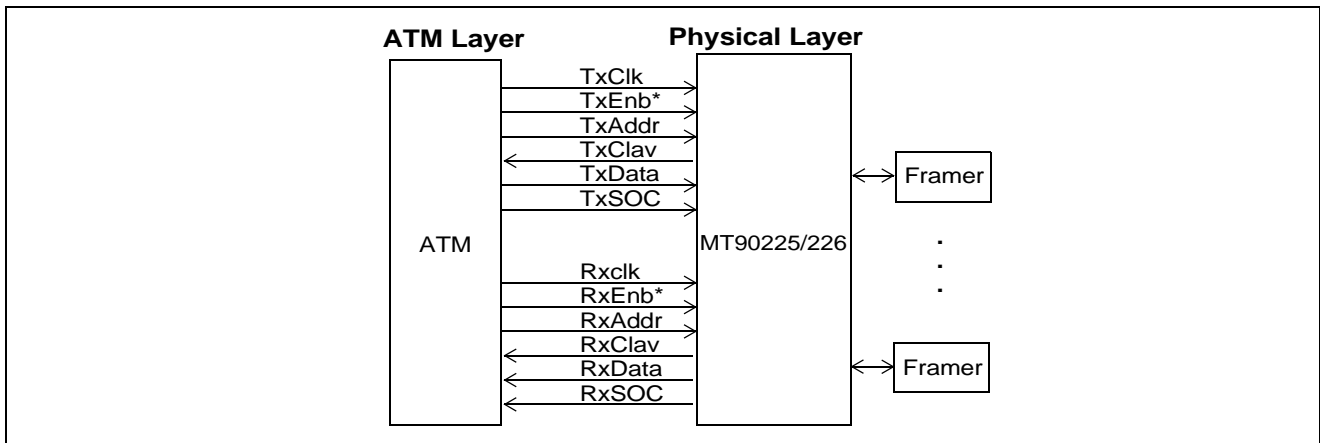 ATM Layer
Physical Layer
TxClk
TxEnb*
TxAddr
TxClav
TxData
TxSOC
Framer
ATM
MT90225/226
Rxclk
RxEnb*
RxAddr
RxClav
RxData
RxSOC
Framer